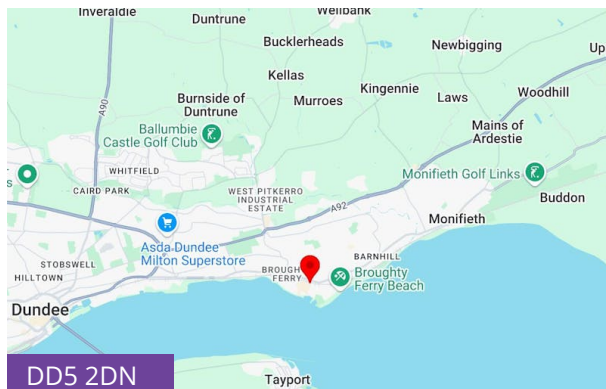 Inveraldie
Duntrune
Wellbank
Bucklerheads
Newbigging
Kellas
Kingennie
Woodhill
Burnside of
Duntrune
Murroes
Laws
A90
Ballumbie
Castle Golf Club
Mains of
Ardestie
WHITFIELD
Monifieth Golf Links
CAIRD PARK
WEST PITKERRO
INDUSTRIAL
ESTATE
Buddon
A92
Monifieth
Asda Dundee
Milton Superstore
STOBSWELL
BARNHILL
HILLTOWN
FERRY
Broughty
Ferry Beach
Dundee
DD5 2DN
Tayport